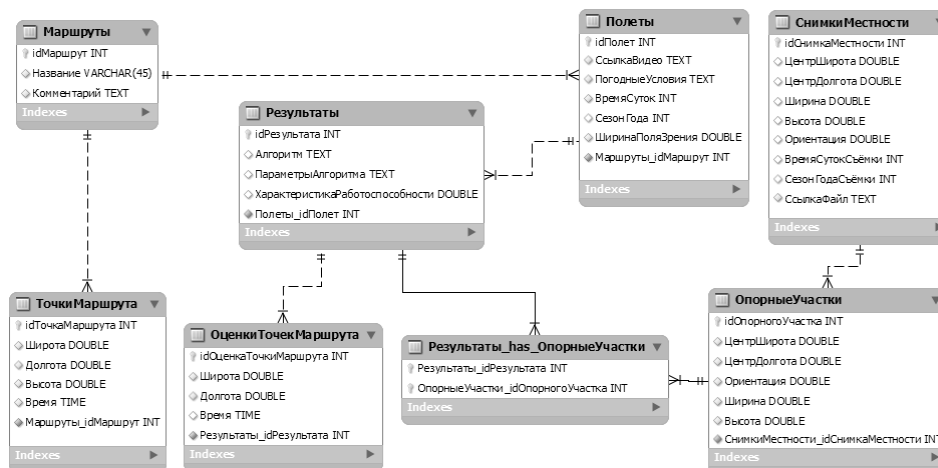 Маршруты
idМаршрут INT
Название VARCHAR(45)
Комментарий TEXT
Indexes
Полеты
idПолет INT
СсылкаВидео TEXT
ПогодныеУсловия TEXT
ВремяСуток INT
СезонГода INT
ШиринаПоляЗрения DOUBLE
Маршруты_idМаршрут INT
Indexes
СнимкиМестности
idСнимкаМестности INT
ЦентрШирота DOUBLE
ЦентрДолгота DOUBLE
Ширина DOUBLE
Высота DOUBLE
Ориентация DOUBLE
ВремяСутокСъёмки INT
СезонГодаСъёмки INT
СсылкаФайл TEXT
Indexes
Результаты
idРезультата INT
Алгоритм TEXT
ПараметрыАлгоритма TEXT
ХарактеристикаРаботоспособности DOUBLE
Полеты_idПолет INT
Indexes
ТочкиМаршрута
idТочкаМаршрута INT
Широта DOUBLE
Долгота DOUBLE
Высота DOUBLE
Время TIME
Маршруты_idМаршрут INT
Indexes
ОценкиТочекМаршрута
idОценкаТочкиМаршрута INT
Широта DOUBLE
Долгота DOUBLE
Время TIME
Результаты_idРезультата INT
Indexes
Результаты_has_ОпорныеУчастки
Результаты_idРезультата INT
ОпорныеУчастки_idОпорногоУчастка INT
Indexes
ОпорныеУчастки
idОпорногоУчастка INT
ЦентрШирота DOUBLE
ЦентрДолгота DOUBLE
Ориентация DOUBLE
Ширина DOUBLE
Высота DOUBLE
СнимкиМестности_idСнимкаМестности INT
Indexes